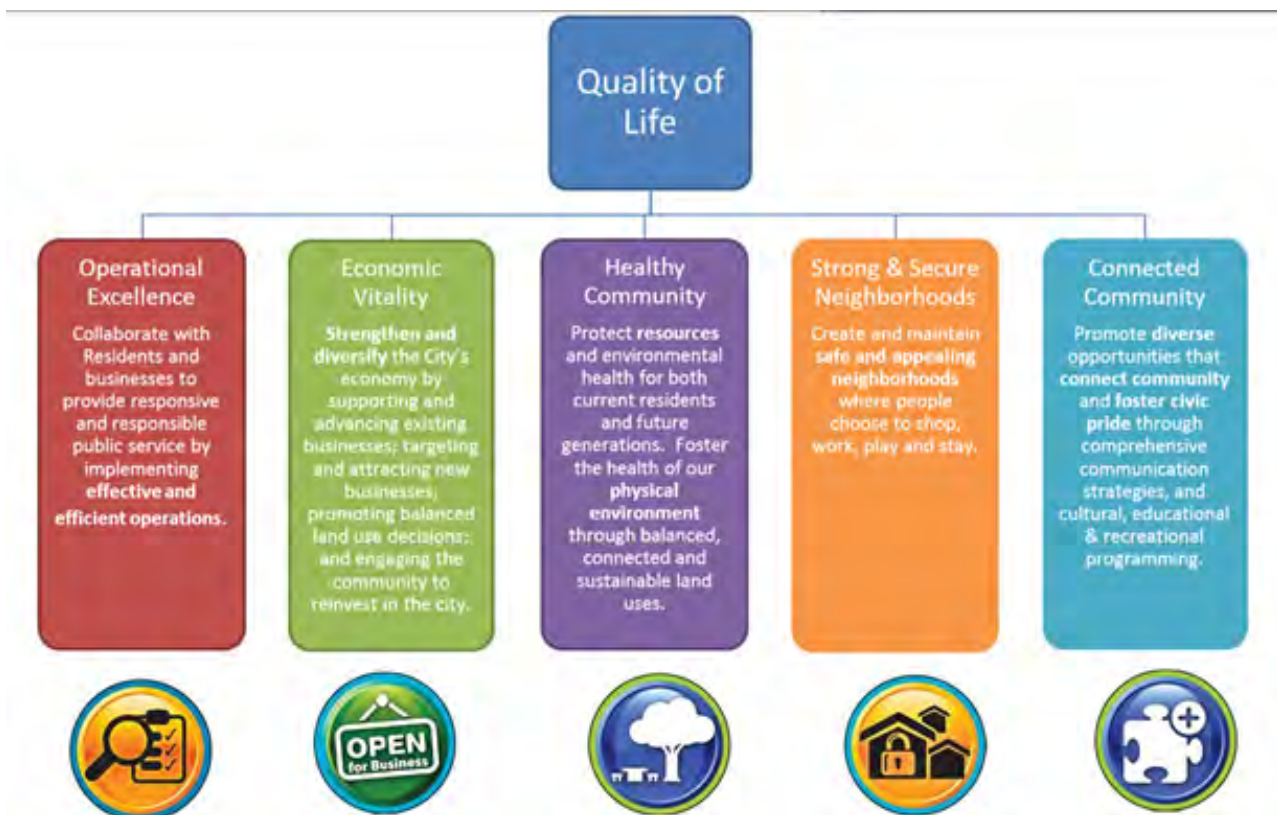 Quality of
Life
Operational
Excellence
Collaborate with
Residents and
businesses to
provide responsive
and responsible
public service by
implementing
effective and
efficient operations.
Economic
Vitality
Strengthen and
diversify the City's
economy by
supporting and
advancing existing
businesses; targeting
and attracting new
businesses;
promoting balanced
land use decisions;
and engaging the
community to
reinvest in the city.
Healthy
Community
Protect resources
and environmental
health for both
current residents
and future
generations. Foster
the health of our
physical
environment
through balanced,
connected and
sustainable land
uses.
Strong & Secure
Neighborhoods
Create and maintain
safe and appealing
neighborhoods
where people
choose to shop,
work, play and stay.
Connected
Community
Promote diverse
opportunities that
connect community
and foster civic
pride through
comprehensive
communication
strategies, and
cultural, educational
& recreational
programming.
OPEN
for Business